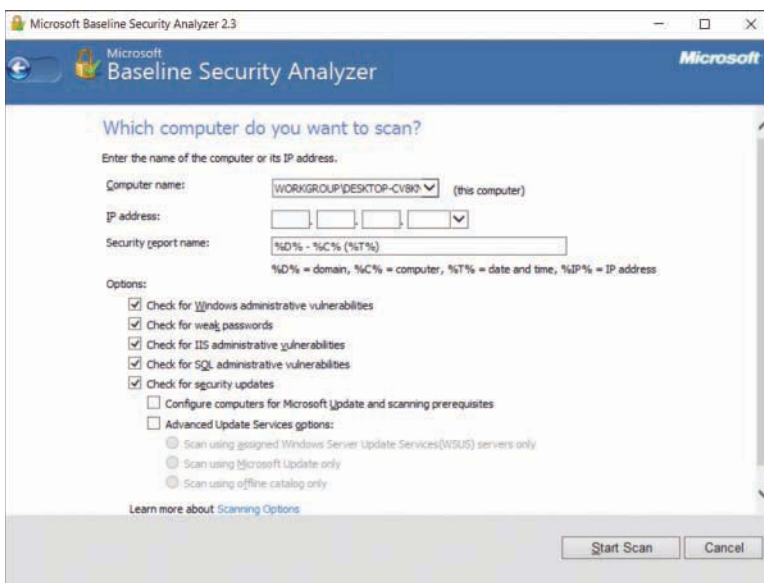 Microsoft Baseline Security Analyzer 2.3
Microsoft
Baseline Security Analyzer
Microsoft
Which computer do you want to scan?
Enter the name of the computer or its IP address.
Computer name: WORKGROUP\DESKTOP-CV8KN (this computer)
IP address: . . .
Security report name: %D% - %C% (%T%)
%D% = domain, %C% = computer, %T% = date and time, %IP% = IP address
Options:
Check for Windows administrative vulnerabilities
Check for weak passwords
Check for IIS administrative vulnerabilities
Check for SQL administrative vulnerabilities
Check for security updates
Configure computers for Microsoft Update and scanning prerequisites
Advanced Update Services options:
Scan using assigned Windows Server Update Services(WSUS) servers only
Scan using Microsoft Update only
Scan using offline catalog only
Learn more about Scanning Options
Start Scan Cancel